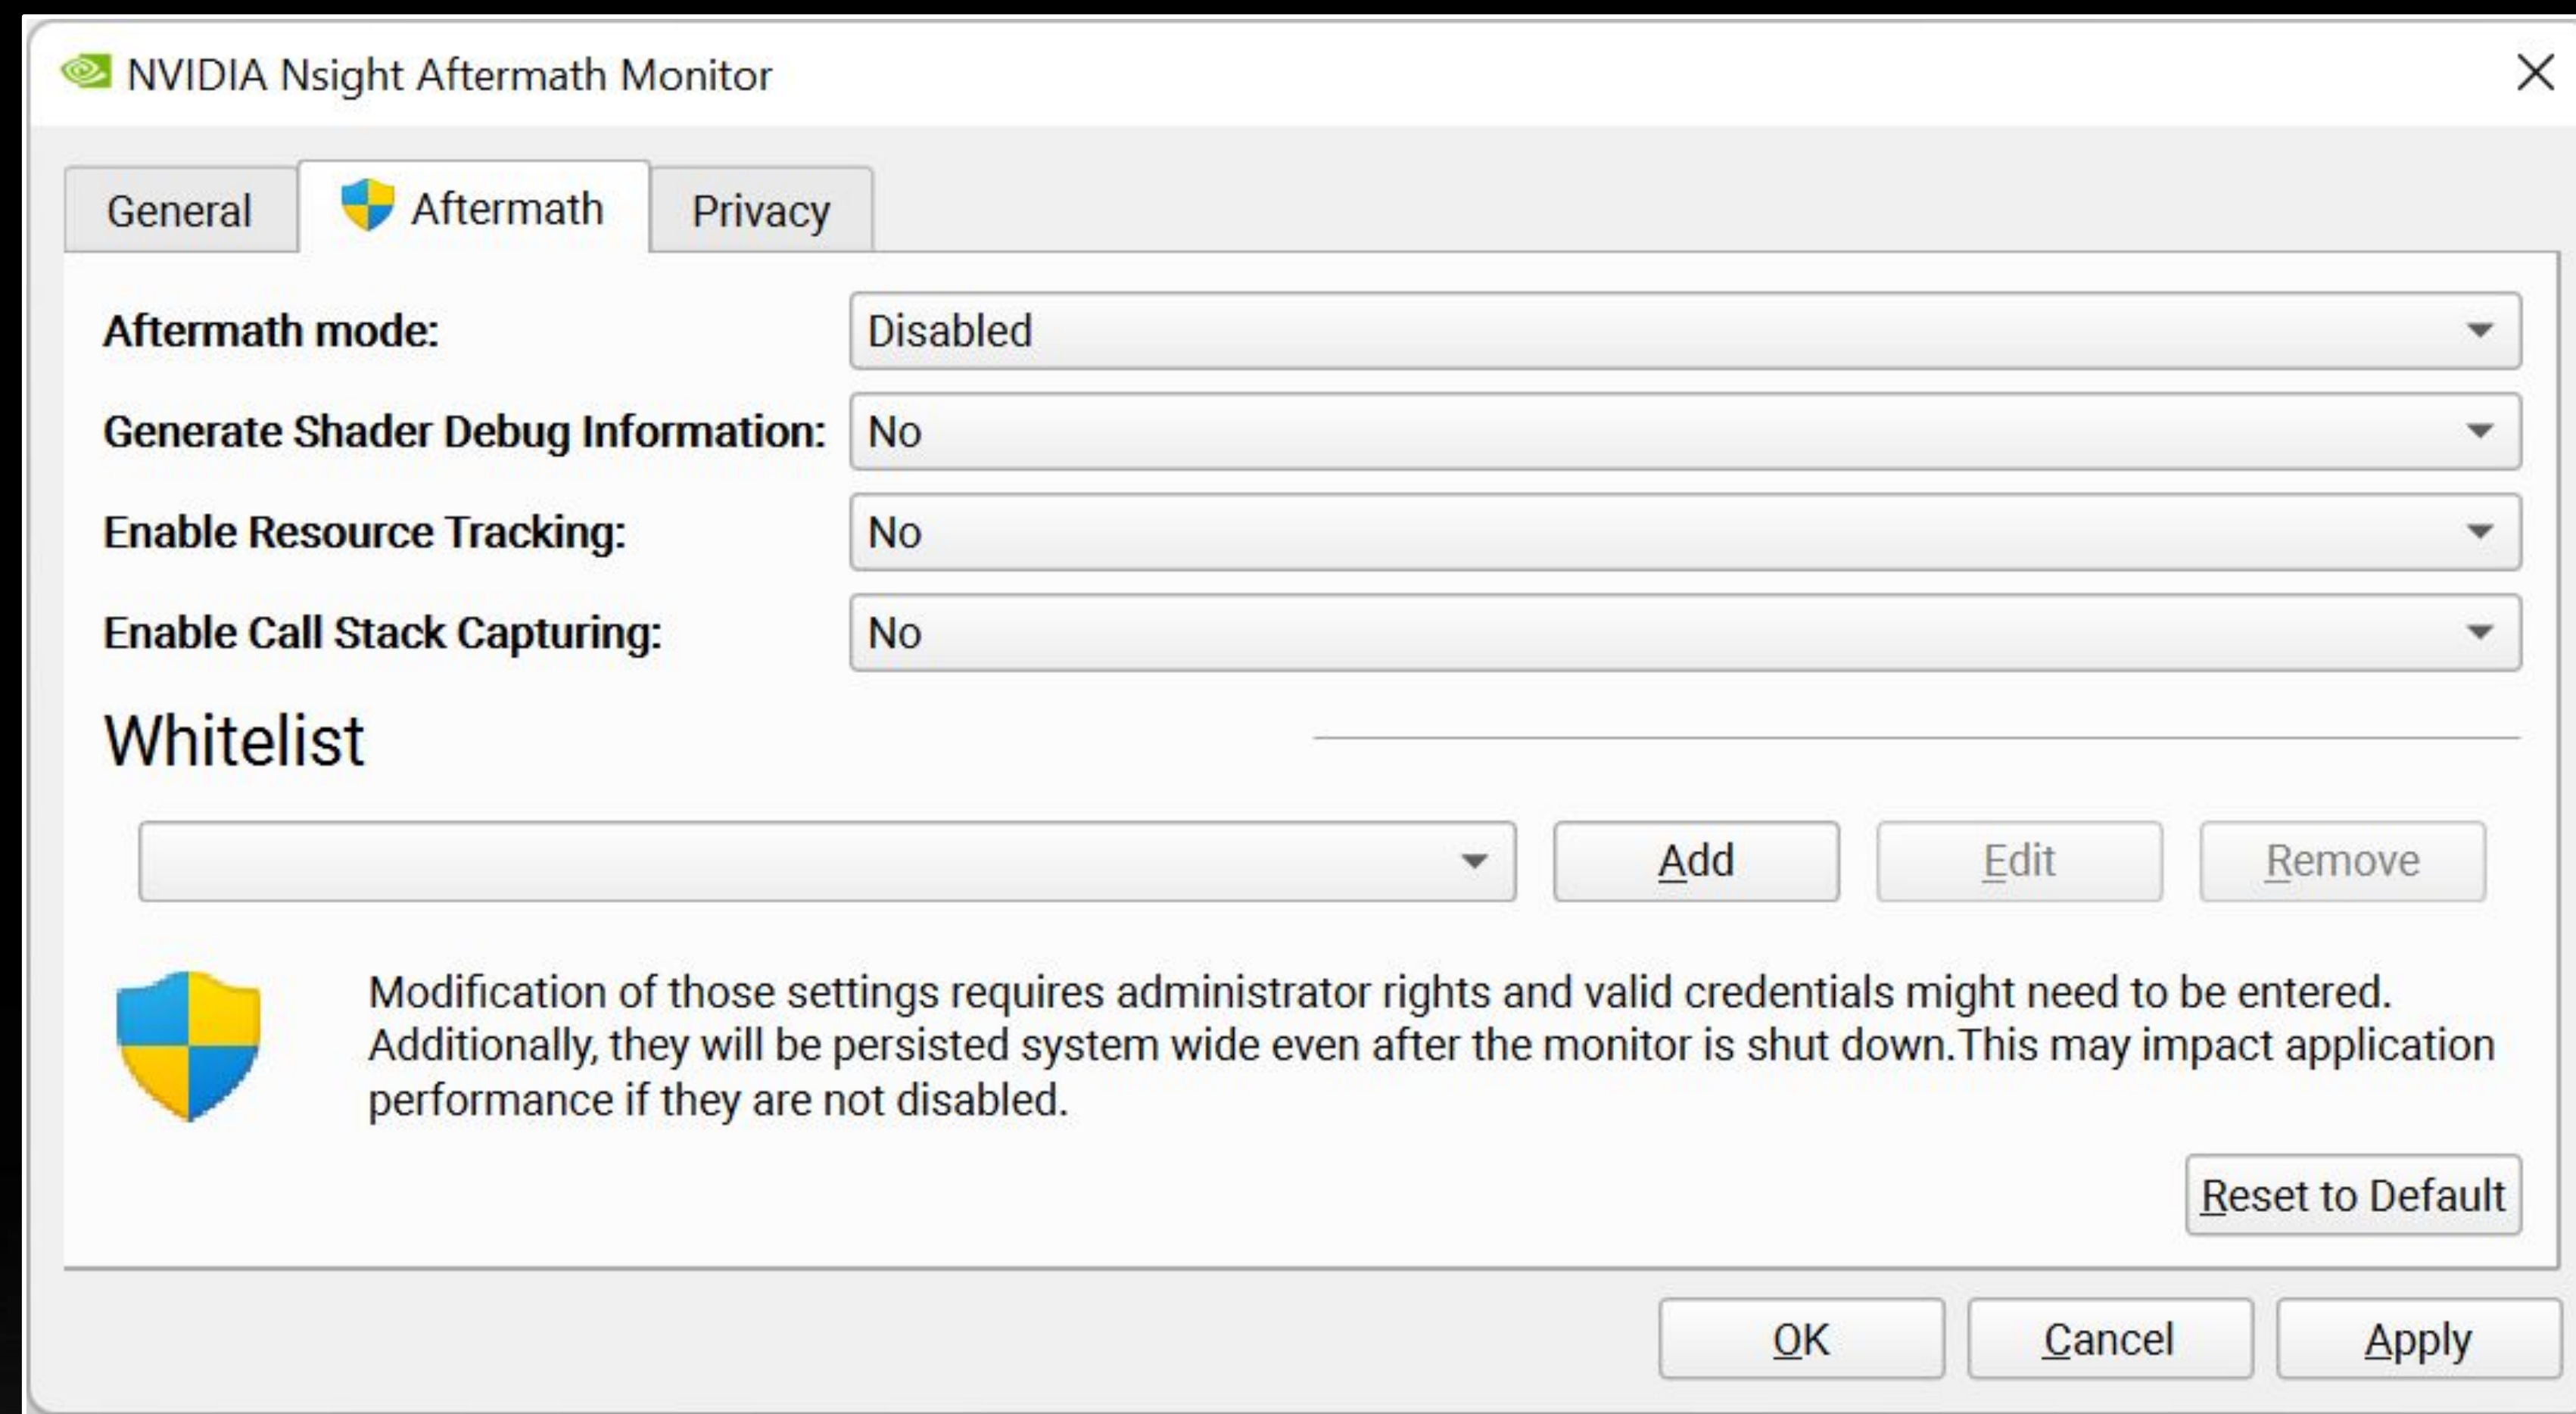 NVIDIA Nsight Aftermath Monitor
General
Aftermath
Privacy
Aftermath mode:
Disabled
Generate Shader Debug Information:
No
Enable Resource Tracking:
No
Enable Call Stack Capturing:
No
Whitelist
Add
Edit
Remove
Modification of those settings requires administrator rights and valid credentials might need to be entered.
Additionally, they will be persisted system wide even after the monitor is shut down.This may impact application
performance if they are not disabled.
Reset to Default
OK
Cancel
Apply